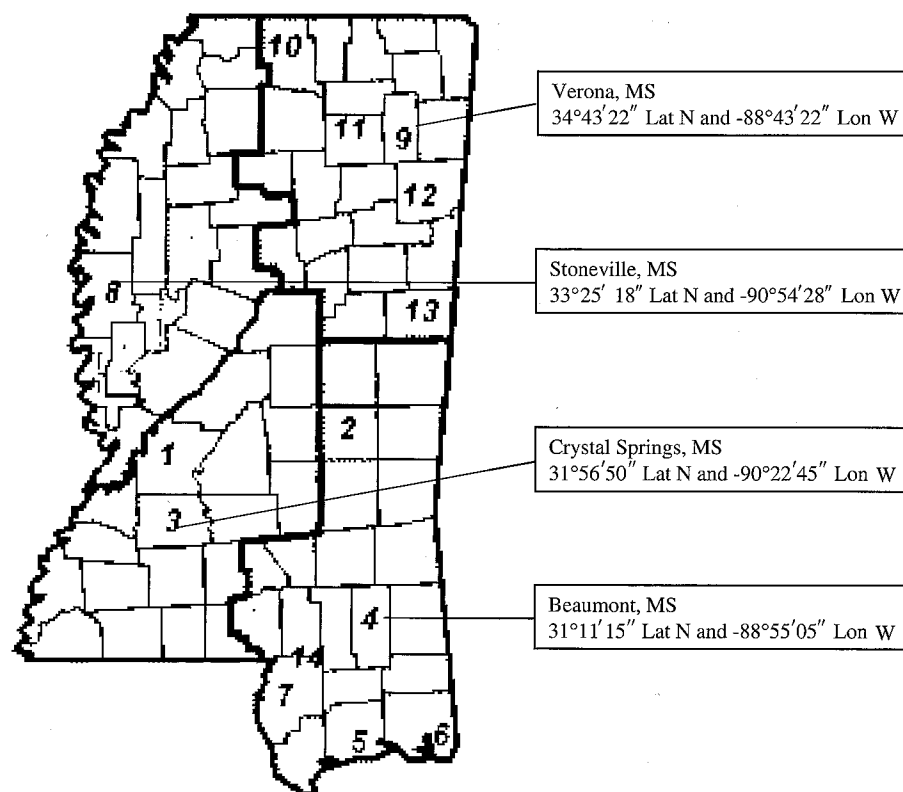 10
Verona, MS
34°43′22″ Lat N and -88°43′22″ Lon W
11
9
12
Stoneville, MS
33°25′ 18″ Lat N and -90°54′28″ Lon W
8
13
2
Crystal Springs, MS
31°56′50″ Lat N and -90°22′45″ Lon W
1
3
Beaumont, MS
31°11′15″ Lat N and -88°55′05″ Lon W
4
14
7
5
6